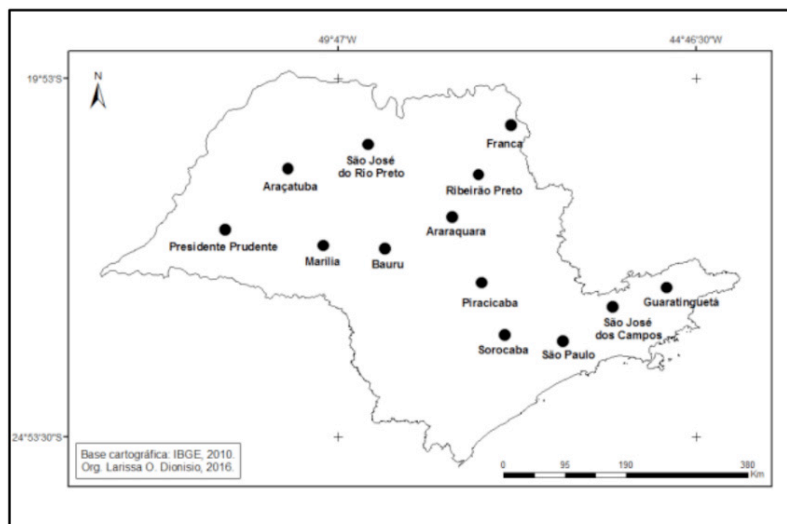 49°47'W
44°46'30"W
19°53'S
N
Franca
São José
do Rio Preto
Araçatuba
Ribeirão Preto
Araraquara
Presidente Prudente
Marília
Bauru
Piracicaba
Guaratinguetá
São José
dos Campos
Sorocaba
São Paulo
24°53'30"S
Base cartográfica: IBGE, 2010.
Org. Larissa O. Dionisio, 2016.
0 95 190 380
Km